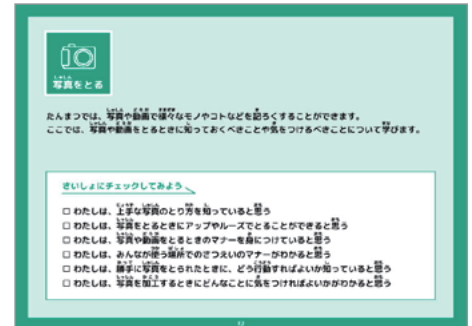 写真をとる
たんまつでは、写真や動画で様々なモノやコトなどを記ろくすることができます。
ここでは、写真や動画をとるときに知っておくべきことや気をつけるべきことについて学びます。
さいしょにチェックしてみよう
□ わたしは、上手な写真のとり方を知っていると思う
□ わたしは、写真をとるときにアップやルーズでとることができると思う
□ わたしは、写真や動画をとるときのマナーを身につけていると思う
□ わたしは、みんなが使う場所でのさつえいのマナーがわかると思う
□ わたしは、勝手に写真をとられたときに、どう行動すればよいか知っていると思う
□ わたしは、写真を加工するときにどんなことに気をつければよいかがわかると思う